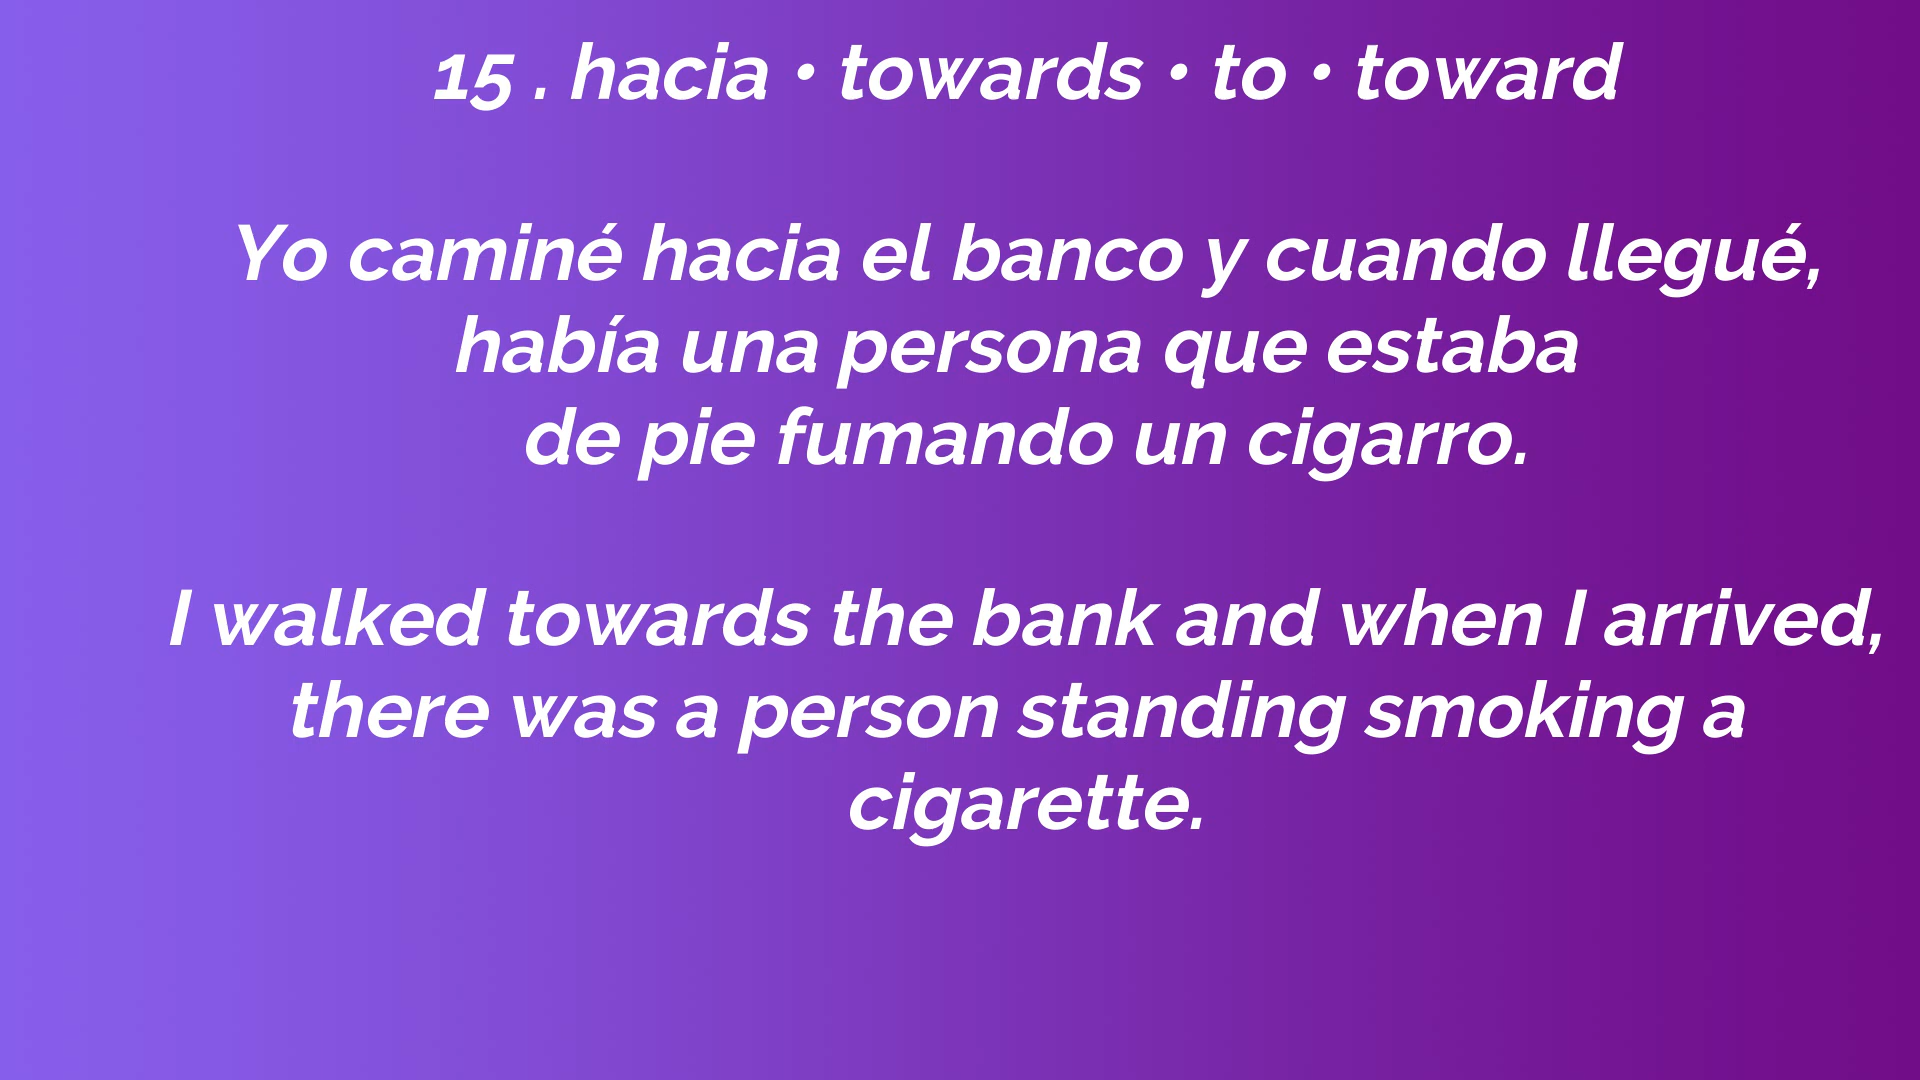 15 . hacia • towards • to • toward
Yo caminé hacia el banco y cuando llegué,
había una persona que estaba
de pie fumando un cigarro.
I walked towards the bank and when I arrived,
there was a person standing smoking a
cigarette.